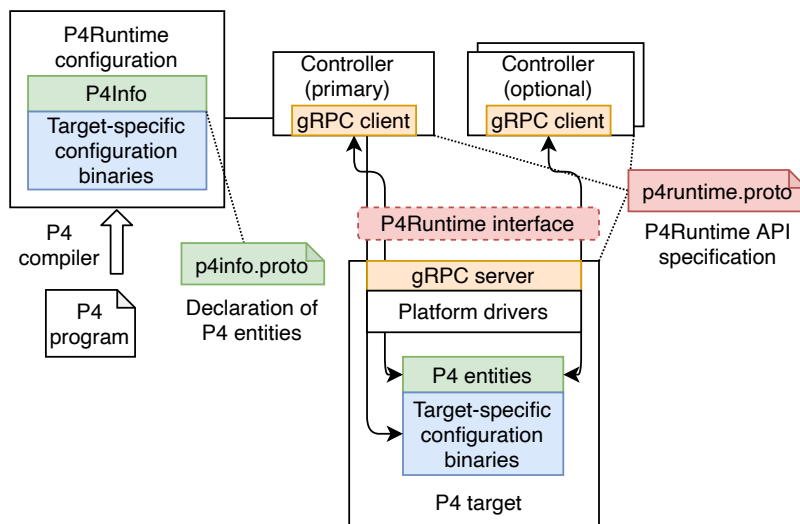 P4Runtime
configuration
P4Info
Target-specific
configuration
binaries
P4
compiler
P4
program
p4info.proto
Declaration of
P4 entities
Controller
(primary)
gRPC client
Controller
(optional)
gRPC client
P4Runtime interface
p4runtime.proto
P4Runtime API
specification
gRPC server
Platform drivers
P4 entities
Target-specific
configuration
binaries
P4 target